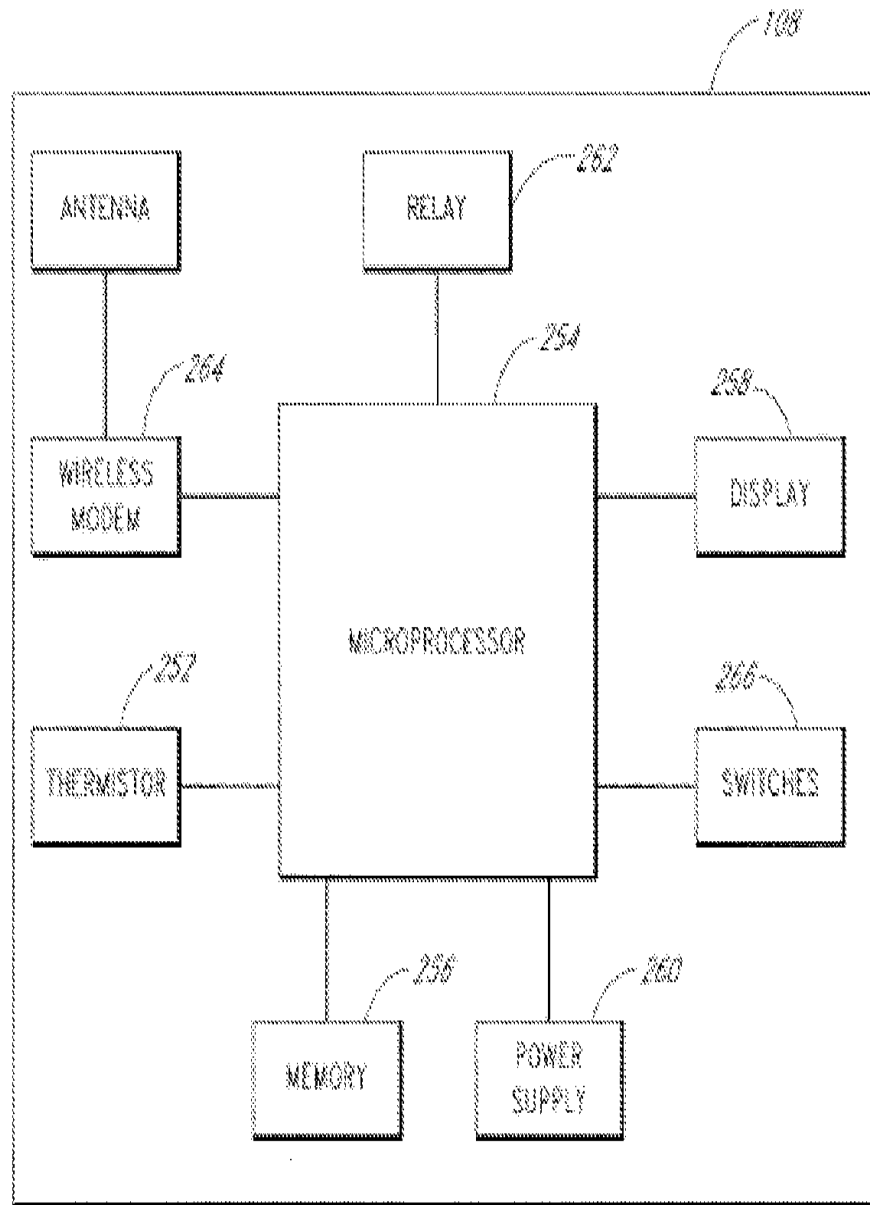 108
ANTENNA
RELAY
262
264
254
258
WIRELESS
MODEM
DISPLAY
MICROPROCESSOR
252
266
THERMISTOR
SWITCHES
256
260
MEMORY
POWER
SUPPLY